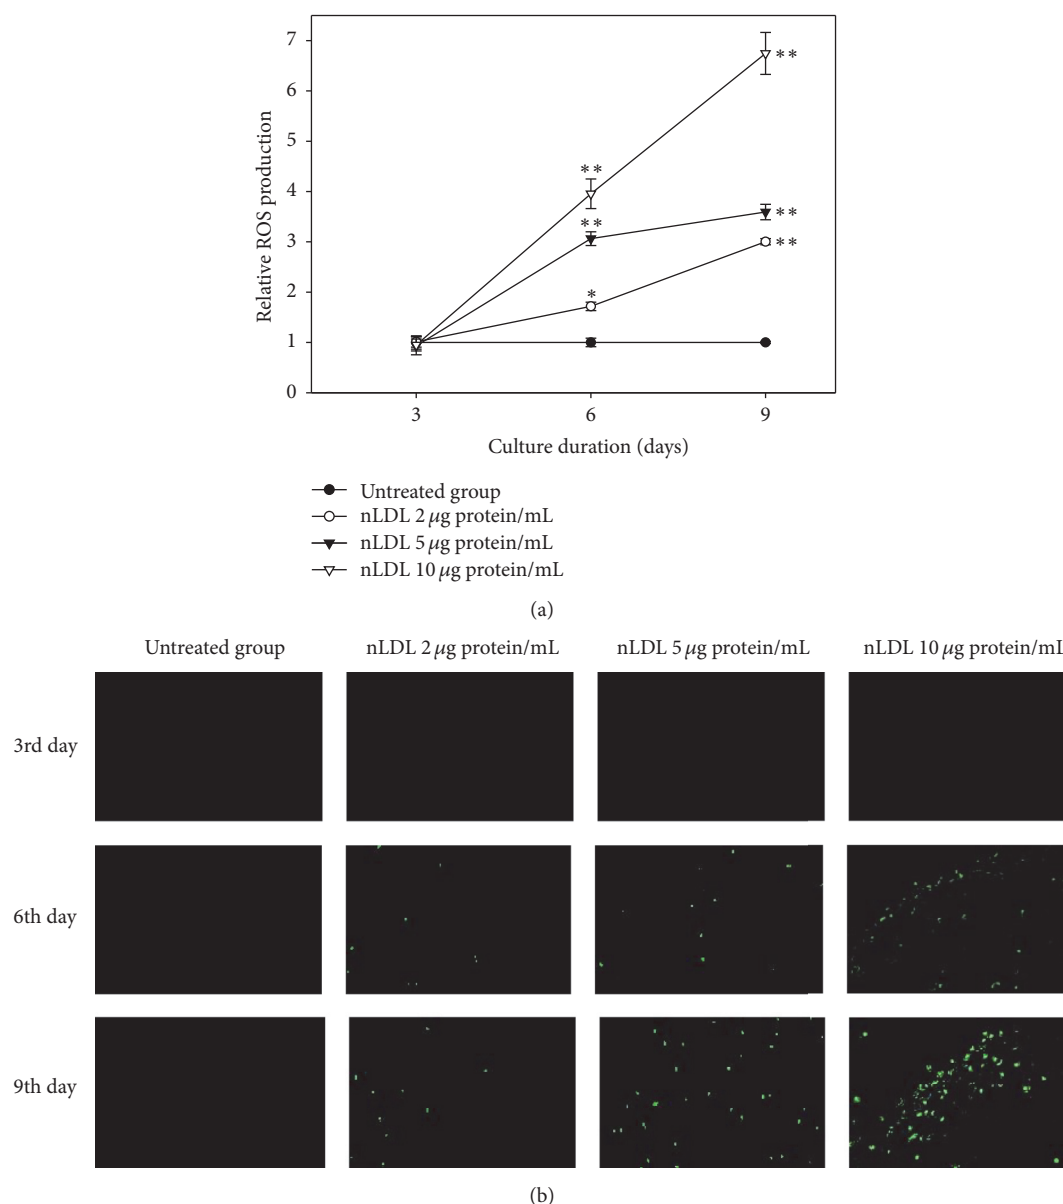 7
6
5
4
3
2
1
0
Relative ROS production
**
**
**
**
**
*
3 6 9
Culture duration (days)
Untreated group
nLDL 2 μg protein/mL
nLDL 5 μg protein/mL
nLDL 10 μg protein/mL
(a)
Untreated group nLDL 2 μg protein/mL nLDL 5 μg protein/mL nLDL 10 μg protein/mL
3rd day
6th day
9th day
(b)